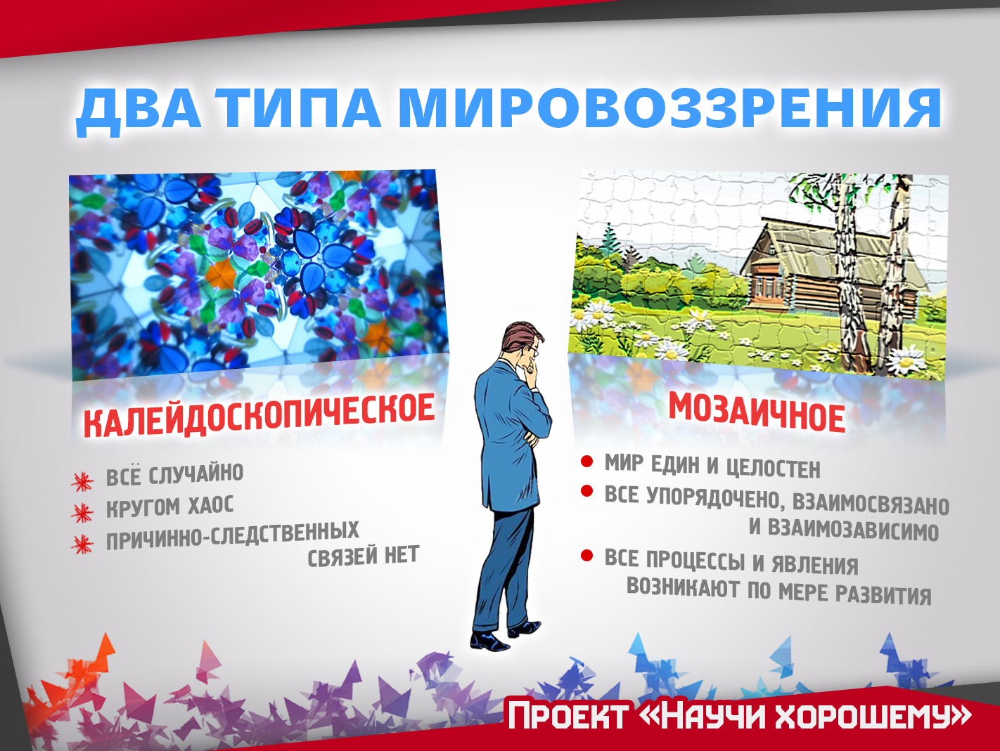 ДВА ТИПА МИРОВОЗЗРЕНИЯ
КАЛЕЙДОСКОПИЧЕСКОЕ
ВСЁ СЛУЧАЙНО
КРУГОМ ХАОС
ПРИЧИННО-СЛЕДСТВЕННЫХ
СВЯЗЕЙ НЕТ
МОЗАИЧНОЕ
МИР ЕДИН И ЦЕЛОСТЕН
ВСЕ УПОРЯДОЧЕНО, ВЗАИМОСВЯЗАНО
И ВЗАИМОЗАВИСИМО
ВСЕ ПРОЦЕССЫ И ЯВЛЕНИЯ
ВОЗНИКАЮТ ПО МЕРЕ РАЗВИТИЯ
ПРОЕКТ «НАУЧИ ХОРОШЕМУ»